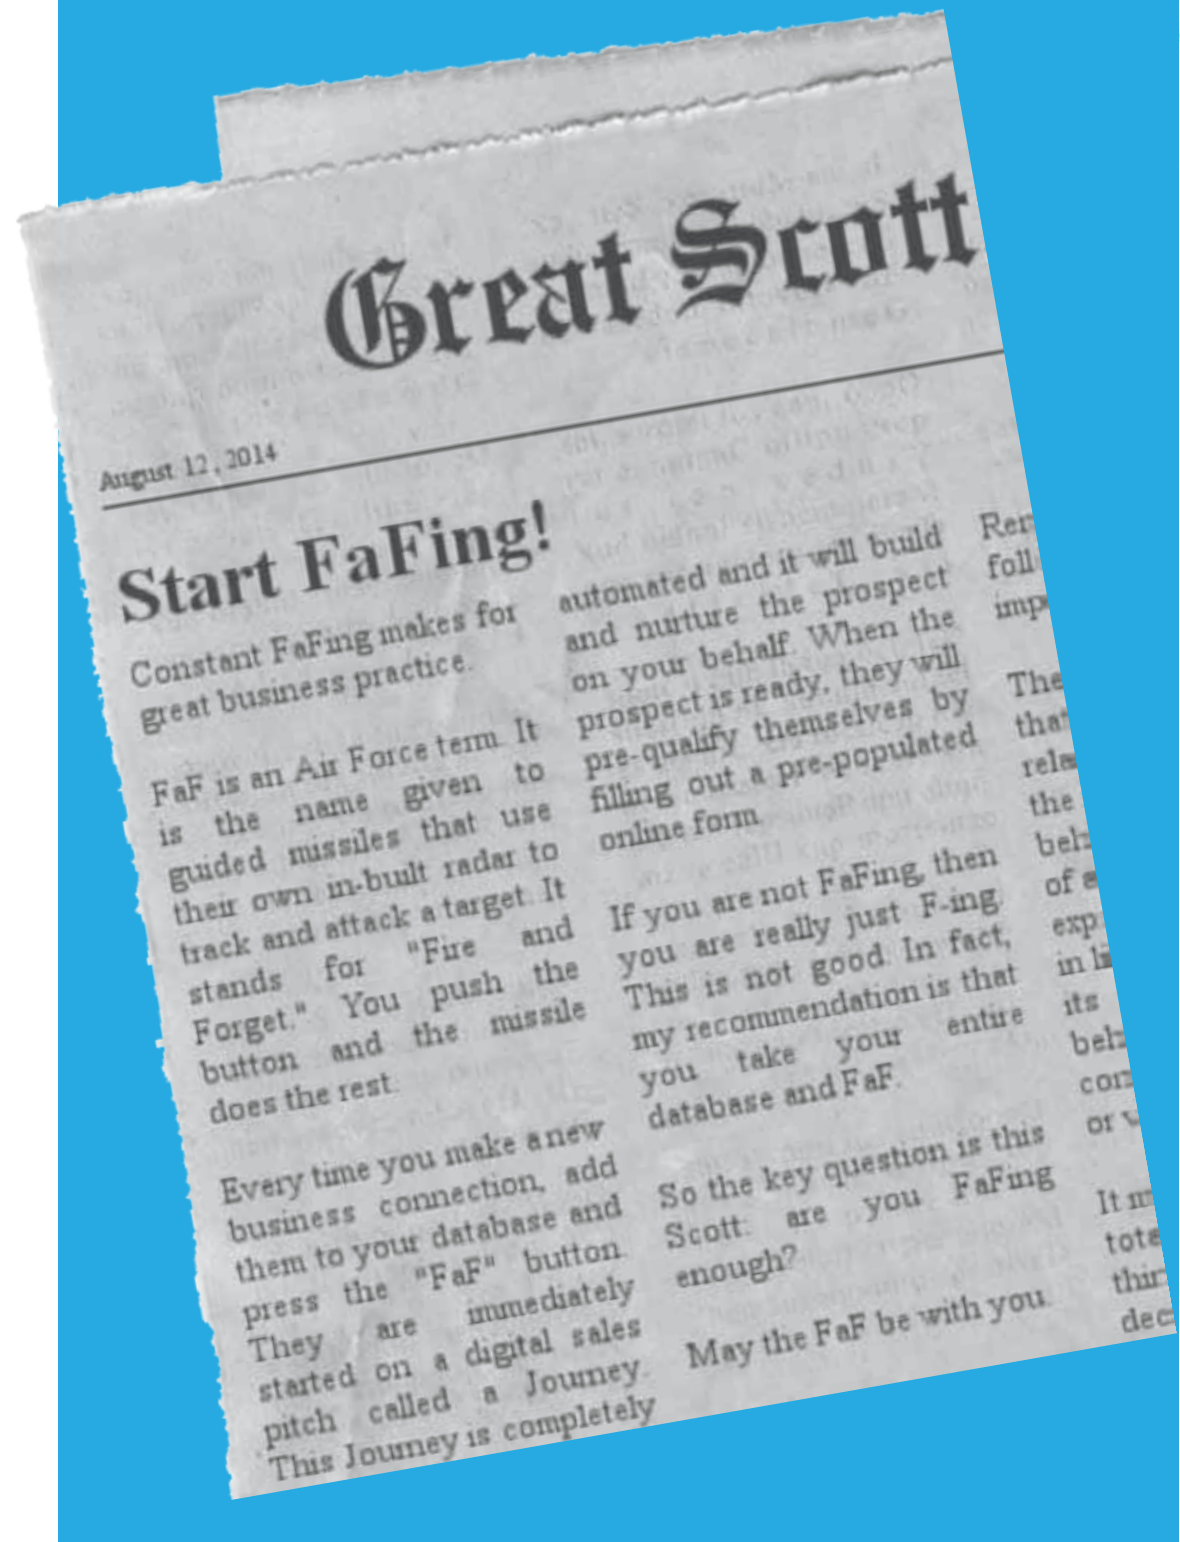 Great Scott
August 12, 2014
Start FaFing!
Constant FaFing makes for
great business practice.
FaF is an Air Force term. It
is the name given to
guided missiles that use
their own in-built radar to
track and attack a target. It
stands for "Fire and
Forget." You push the
button and the missile
does the rest.
Every time you make a new
business connection, add
them to your database and
press the "FaF" button.
They are immediately
started on a digital sales
pitch called a Journey.
This Journey is completely
automated and it will build
and nurture the prospect
on your behalf. When the
prospect is ready, they will
pre-qualify themselves by
filling out a pre-populated
online form.
If you are not FaFing, then
you are really just F-ing.
This is not good. In fact,
my recommendation is that
you take your entire
database and FaF.
So the key question is this
Scott: are you FaFing
enough?
May the FaF be with you.
The
the
of
in
its
or
It